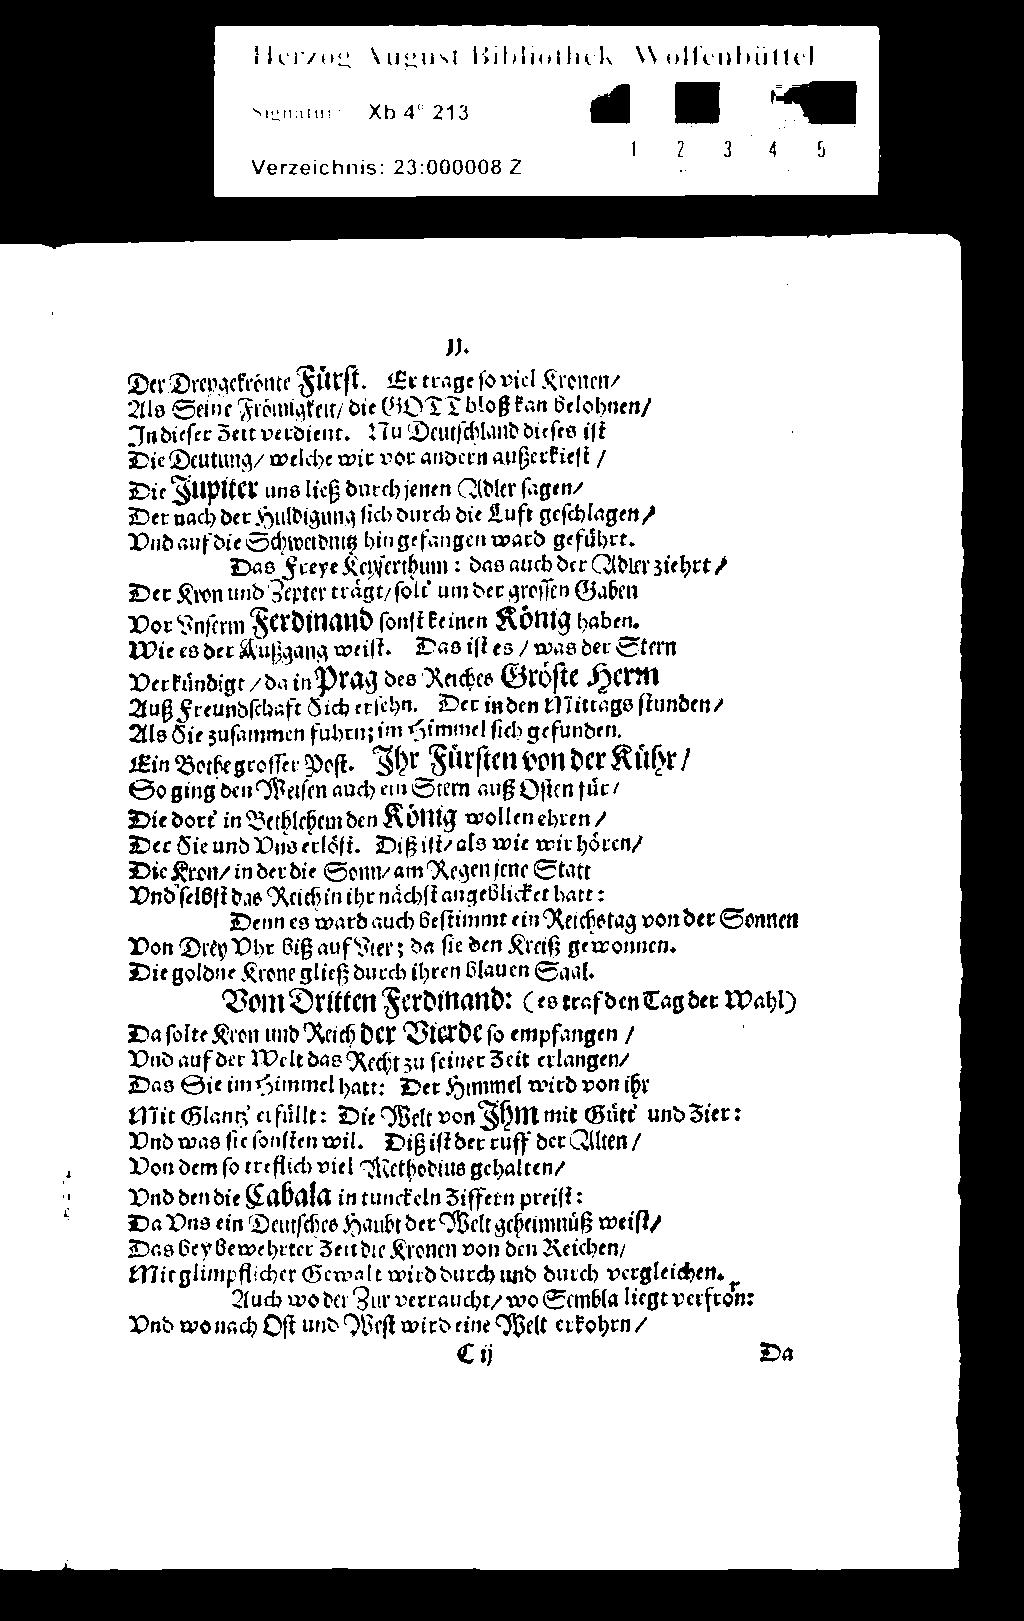 Herzog August Bibliothek Wolfenbüttel
Signatur: Xb 4° 213
1 2 3 4 5
Verzeichnis: 23:000008 Z
II.
Der Dreygekrönte Fürst. Er trage so viel Kronen/
Als Seine Frömigkeit/ die GOTT bloß kan belohnen/
In dieser Zeit verdient. Nu Deutschland dieses ist
Die Deutung/ welche wir vor andern außerkiest/
Die Jupiter uns ließ durch jenen Adler sagen/
Der nach der Huldigung sich durch die Luft geschlagen/
Vnd auf die Schweidnitz hin gefangen ward geführt.
Das Freye Keyserthum: das auch der Adler ziehrt/
Der Kron und Zepter trägt/ solt' um der grossen Gaben
Vor Vnserm Ferdinand sonst keinen König haben.
Wie es der Außgang weist. Das ist es/ was der Stern
Verkündigt/ da in Prag des Reiches Gröste Herrn
Auß Freundschaft Sich ersehn. Der in den Mittags stunden/
Als Sie zusammen fuhrn; im Himmel sich gefunden.
Ein Bothe grosser Post. Ihr Fürsten von der Kühr/
So ging den Weisen auch ein Stern auß Osten für/
Die dort' in Bethlehem den König wollen ehren/
Der Sie und Vns erlöst. Diß ist/ als wie wir hören/
Die Kron/ in der die Sonn/ am Regen jene Statt
Vnd selbst das Reich in ihr nächst angeblicket hatt:
Denn es ward auch bestimmt ein Reichstag von der Sonnen
Von Drey Vhr biß auf Vier; da sie den Kreiß gewonnen.
Die goldne Krone gließ durch ihren blauen Saal.
Vom Dritten Ferdinand: (es traf den Tag der Wahl)
Da solte Kron und Reich der Vierde so empfangen/
Vnd auf der Welt das Recht zu seiner Zeit erlangen/
Das Sie im Himmel hatt: Der Himmel wird von ihr
Mit Glantz' erfüllt: Die Welt von Ihm mit Gütt' und Zier:
Vnd was sie sonsten wil. Diß ist der ruff der Alten/
Von dem so treflich viel Methodius gehalten/
Vnd den die Cabala in tunckeln Ziffern preist:
Da Vns ein Deutsches Haubt der Welt geheimnüß weist/
Das bey bewehrter Zeit die Kronen von den Reichen/
Mit glimpflicher Gewalt wird durch und durch vergleichen.
Auch wo der Zur verraucht/ wo Sembla liegt verfrörn:
Vnd wo nach Ost und West wird eine Welt erkohrn/
C ij
Da